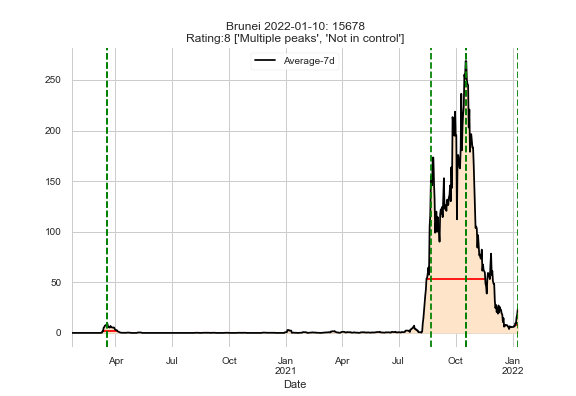 Brunei 2022-01-10: 15678
Rating:8 ['Multiple peaks', 'Not in control']
Average-7d
250
200
150
100
50
0
Apr Jul Oct Jan Apr Jul Oct Jan
2021 2022
Date